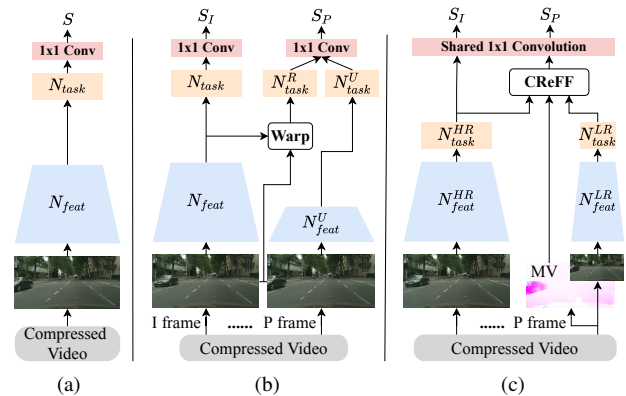 S
1x1 Conv
N_task
N_feat
Compressed
Video
(a)
S_I
S_P
1x1 Conv
1x1 Conv
N_task
N^R_task
N^U_task
Warp
N_feat
N^U_feat
I frame
......
P frame
Compressed Video
(b)
S_I
S_P
Shared 1x1 Convolution
CReFF
N^HR_task
N^LR_task
N^HR_feat
N^LR_feat
MV
......
P frame
Compressed Video
(c)